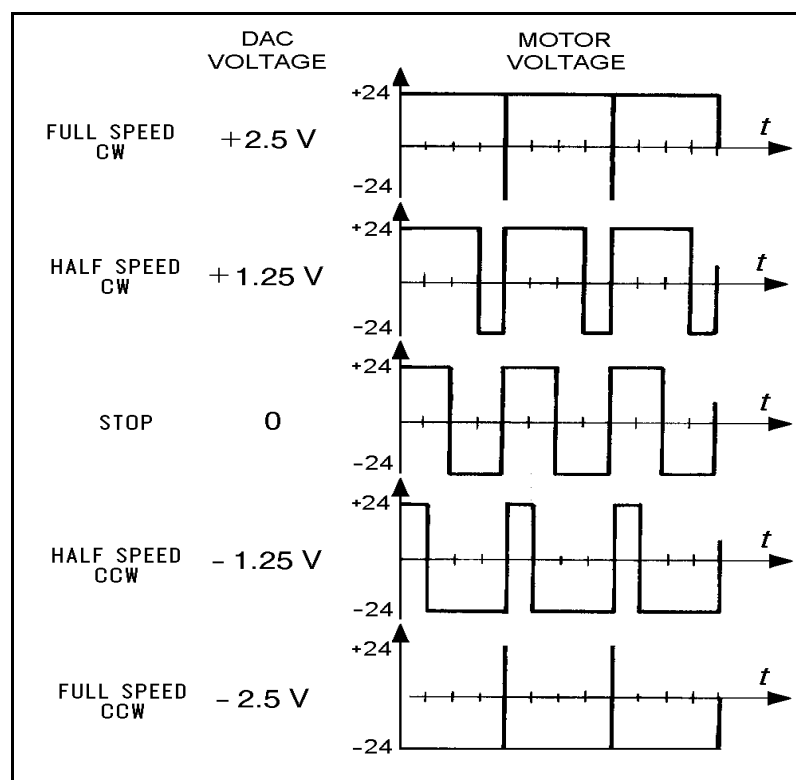 DAC VOLTAGE
MOTOR VOLTAGE
FULL SPEED CW
+2.5 V
+24
-24
t
HALF SPEED CW
+1.25 V
+24
-24
t
STOP
0
+24
-24
t
HALF SPEED CCW
- 1.25 V
+24
-24
t
FULL SPEED CCW
- 2.5 V
+24
-24
t